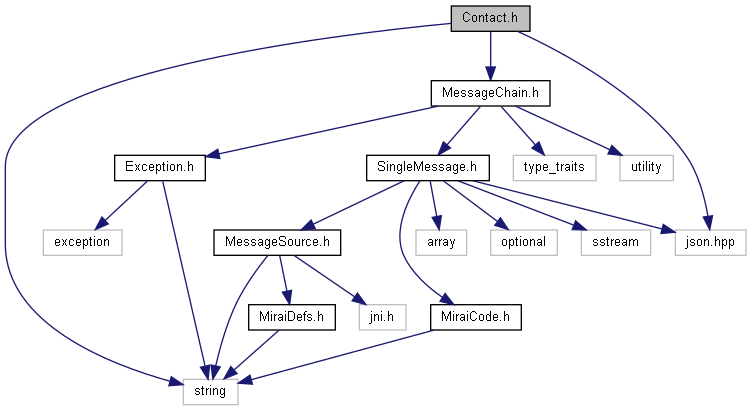 Contact.h
MessageChain.h
Exception.h
SingleMessage.h
type_traits
utility
exception
MessageSource.h
array
optional
sstream
json.hpp
MiraiDefs.h
jni.h
MiraiCode.h
string